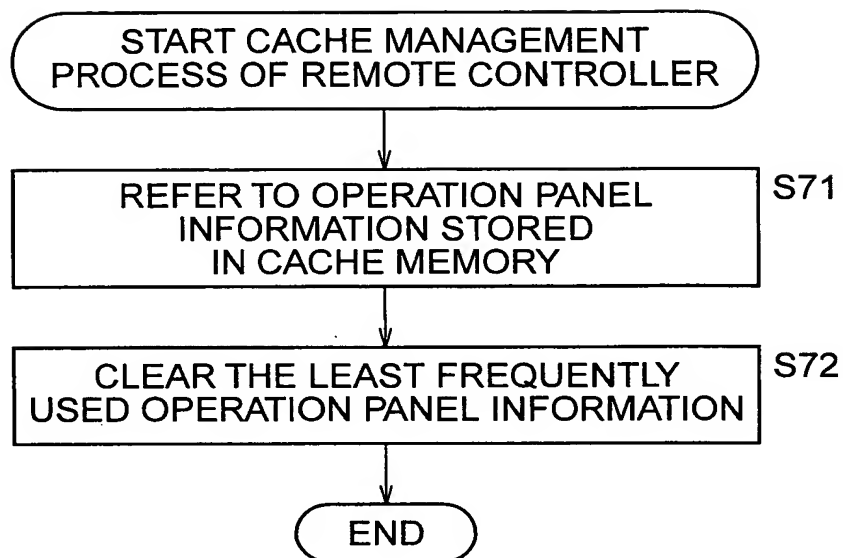 START CACHE MANAGEMENT
PROCESS OF REMOTE CONTROLLER
REFER TO OPERATION PANEL
INFORMATION STORED
IN CACHE MEMORY
S71
CLEAR THE LEAST FREQUENTLY
USED OPERATION PANEL INFORMATION
S72
END